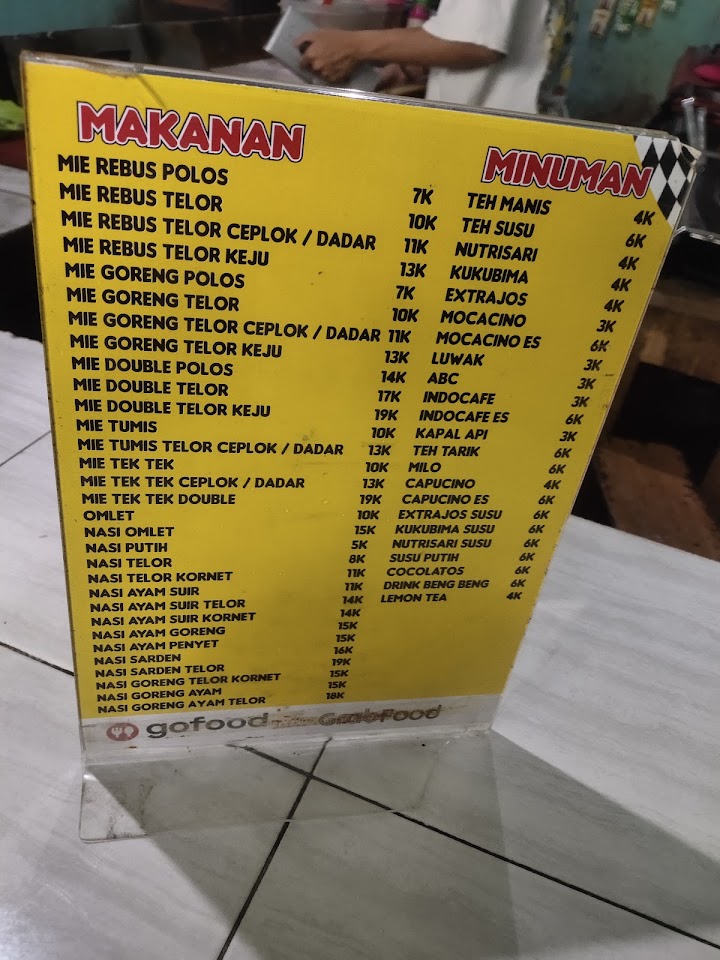 MAKANAN
MIE REBUS POLOS 7K
MIE REBUS TELOR 10K
MIE REBUS TELOR CEPLOK / DADAR 11K
MIE REBUS TELOR KEJU 13K
MIE GORENG POLOS 7K
MIE GORENG TELOR 10K
MIE GORENG TELOR CEPLOK / DADAR 11K
MIE GORENG TELOR KEJU 13K
MIE DOUBLE POLOS 14K
MIE DOUBLE TELOR 17K
MIE DOUBLE TELOR KEJU 19K
MIE TUMIS 10K
MIE TUMIS TELOR CEPLOK / DADAR 13K
MIE TEK TEK 10K
MIE TEK TEK CEPLOK / DADAR 13K
MIE TEK TEK DOUBLE 19K
OMLET 10K
NASI OMLET 15K
NASI PUTIH 5K
NASI TELOR 8K
NASI TELOR KORNET 11K
NASI AYAM SUIR 11K
NASI AYAM SUIR TELOR 14K
NASI AYAM SUIR KORNET 14K
NASI AYAM GORENG 15K
NASI AYAM PENYET 15K
NASI SARDEN 16K
NASI SARDEN TELOR 19K
NASI GORENG TELOR KORNET 15K
NASI GORENG AYAM 15K
NASI GORENG AYAM TELOR 18K
MINUMAN
TEH MANIS 4K
TEH SUSU 6K
NUTRISARI 4K
KUKUBIMA 4K
EXTRAJOS 4K
MOCACINO 3K
MOCACINO ES 6K
LUWAK 3K
ABC 3K
INDOCAFE 3K
INDOCAFE ES 6K
KAPAL API 3K
TEH TARIK 6K
MILO 6K
CAPUCINO 4K
CAPUCINO ES 6K
EXTRAJOS SUSU 6K
KUKUBIMA SUSU 6K
NUTRISARI SUSU 6K
SUSU PUTIH 6K
COCOLATOS 6K
DRINK BENG BENG 6K
LEMON TEA 4K
gofood GrabFood